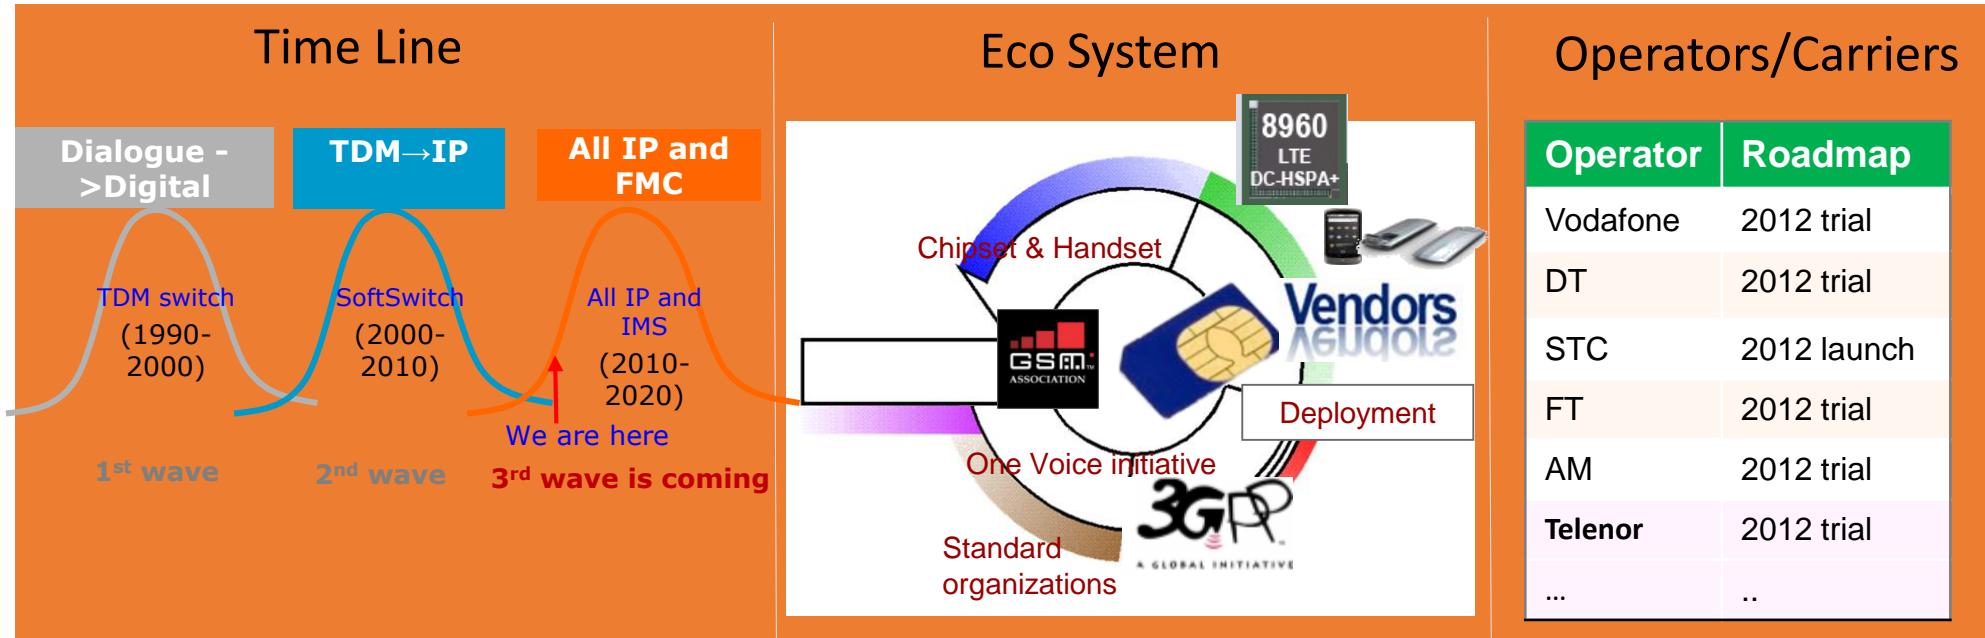 Time Line
Dialogue -
>Digital
TDM→IP
All IP and
FMC
TDM switch
(1990-
2000)
SoftSwitch
(2000-
2010)
All IP and
IMS
(2010-
2020)
We are here
1st wave
2nd wave
3rd wave is coming
Eco System
8960
LTE
DC-HSPA+
Chipset & Handset
Vendors
GSM
ASSOCIATION
Deployment
One Voice initiative
3GPP
A GLOBAL INITIATIVE
Standard
organizations
Operators/Carriers
Operator Roadmap
Vodafone 2012 trial
DT 2012 trial
STC 2012 launch
FT 2012 trial
AM 2012 trial
Telenor 2012 trial
... ..